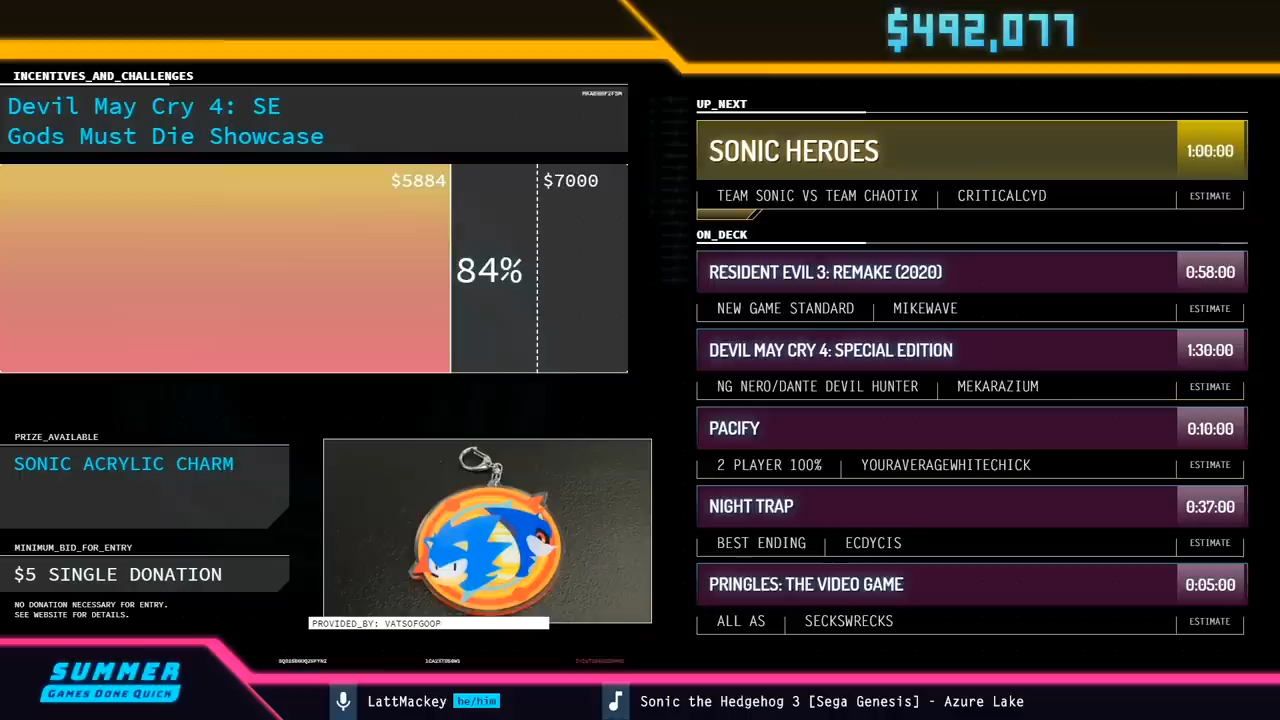 $492,077
INCENTIVES_AND_CHALLENGES
Devil May Cry 4: SE
Gods Must Die Showcase
$5884
$7000
84%
PRIZE_AVAILABLE
SONIC ACRYLIC CHARM
MINIMUM_BID_FOR_ENTRY
$5 SINGLE DONATION
NO DONATION NECESSARY FOR ENTRY.
SEE WEBSITE FOR DETAILS.
PROVIDED_BY: VATSOFGOOP
UP_NEXT
SONIC HEROES 1:00:00
TEAM SONIC VS TEAM CHAOTIX CRITICALCYD ESTIMATE
ON_DECK
RESIDENT EVIL 3: REMAKE (2020) 0:58:00
NEW GAME STANDARD MIKEWAVE ESTIMATE
DEVIL MAY CRY 4: SPECIAL EDITION 1:30:00
NG NERO/DANTE DEVIL HUNTER MEKARAZIUM ESTIMATE
PACIFY 0:10:00
2 PLAYER 100% YOURAVERAGEWHITECHICK ESTIMATE
NIGHT TRAP 0:37:00
BEST ENDING ECDYCIS ESTIMATE
PRINGLES: THE VIDEO GAME 0:05:00
ALL AS SECKSWRECKS ESTIMATE
SUMMER
GAMES DONE QUICK
LattMackey he/him
Sonic the Hedgehog 3 [Sega Genesis] - Azure Lake